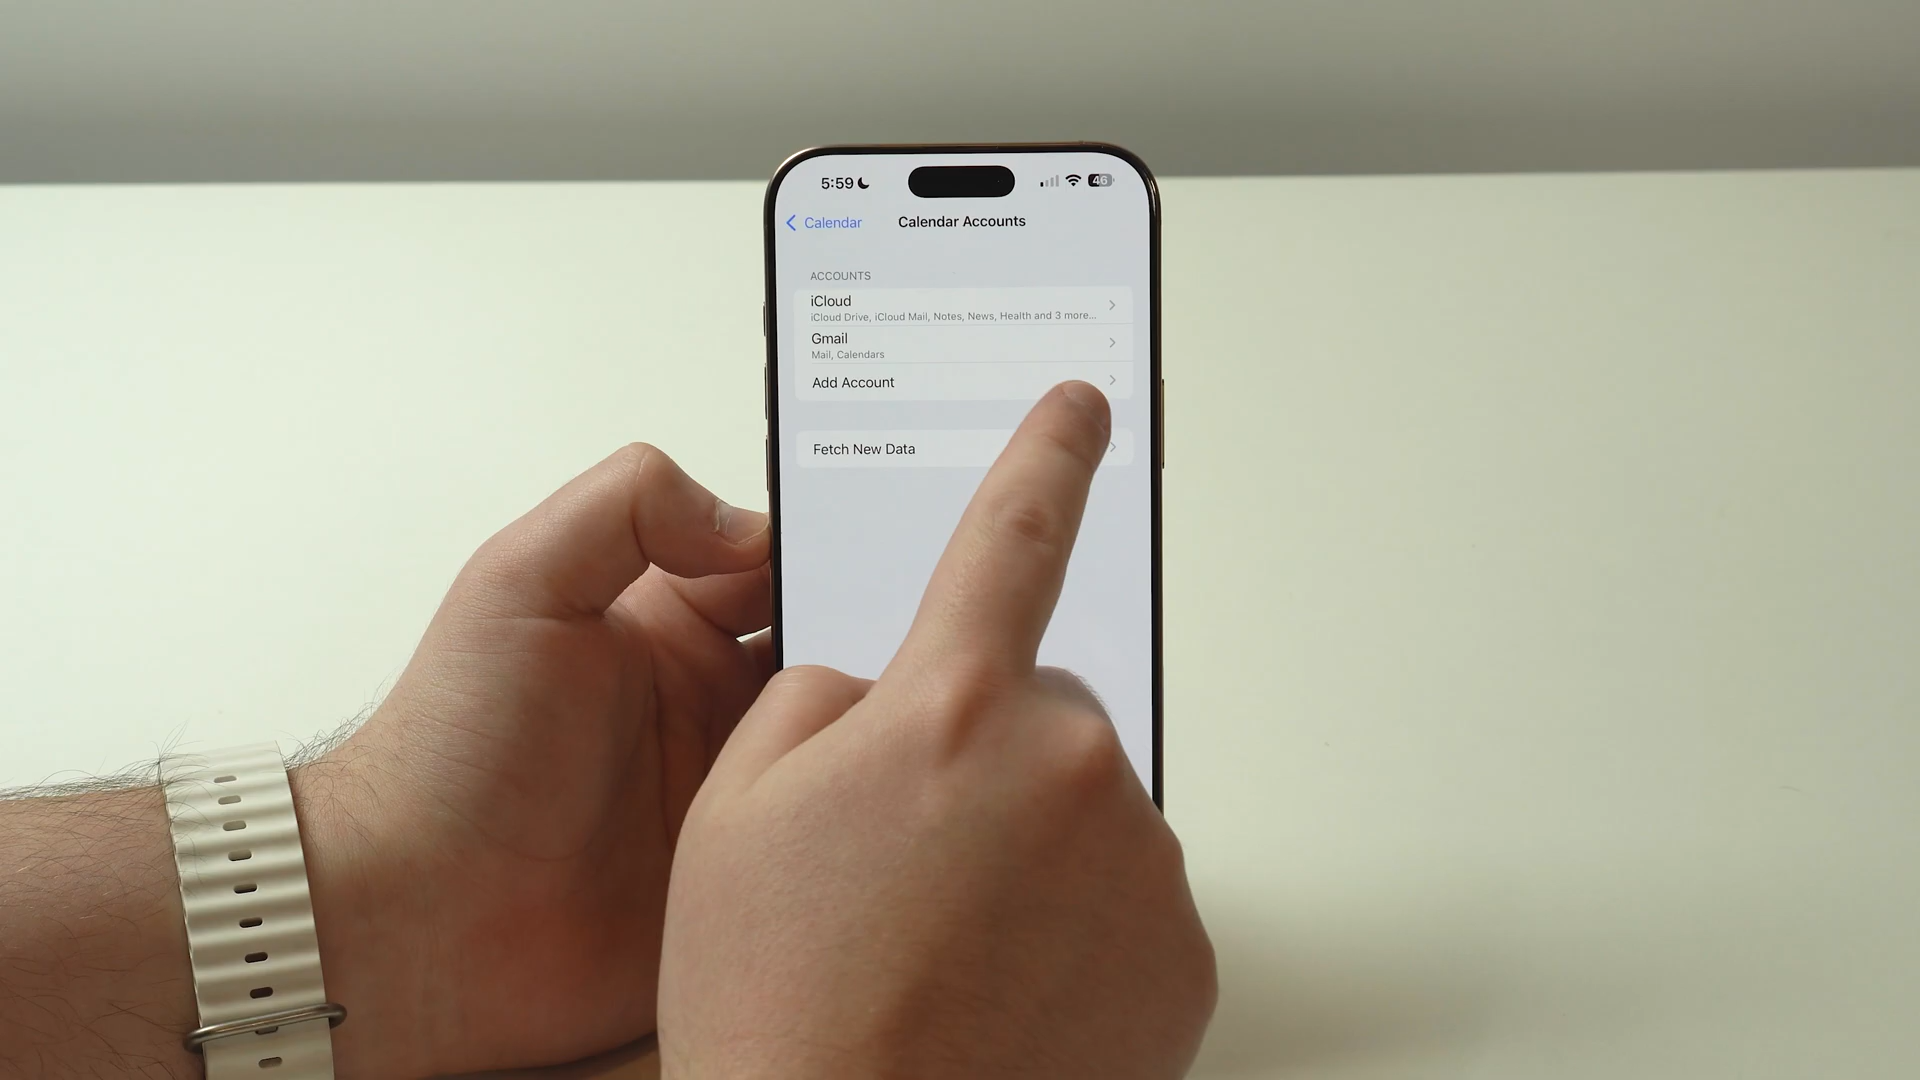 5:59
46
Calendar
Calendar Accounts
ACCOUNTS
iCloud
iCloud Drive, iCloud Mail, Notes, News, Health and 3 more...
Gmail
Mail, Calendars
Add Account
Fetch New Data